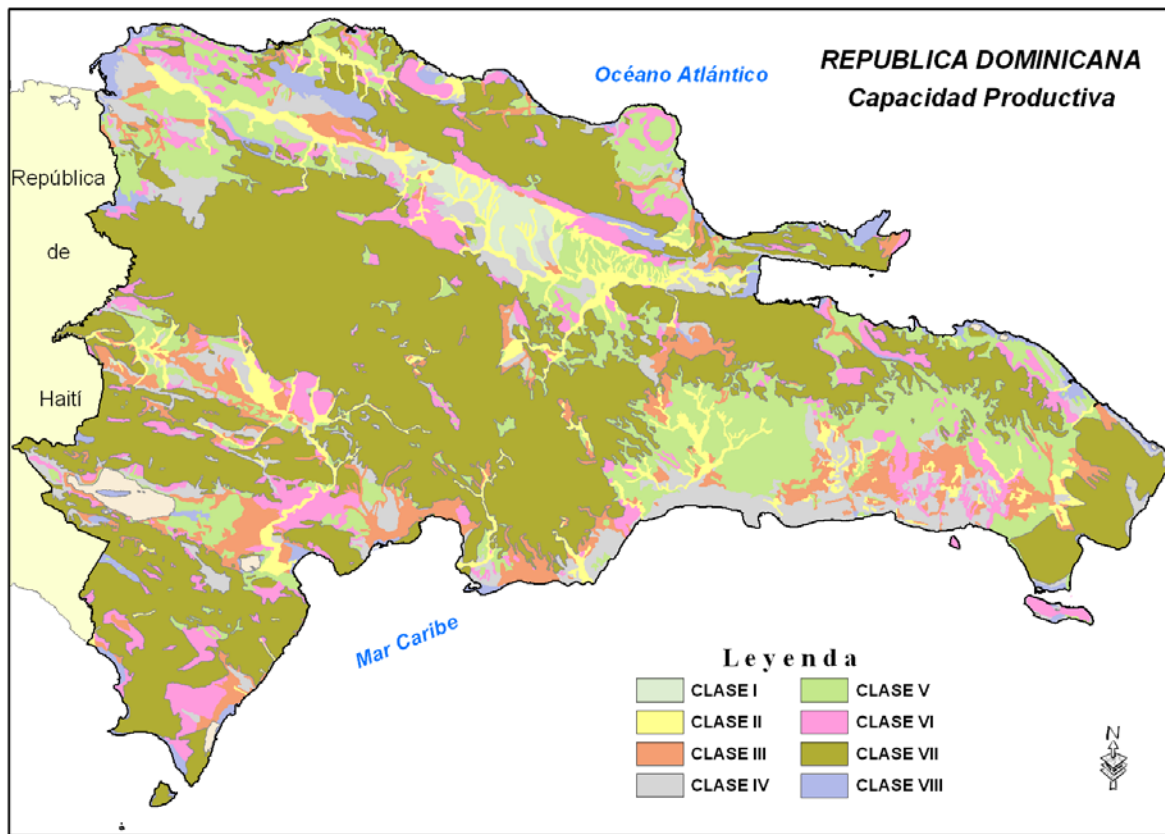 REPUBLICA DOMINICANA
Capacidad Productiva
Océano Atlántico
República
de
Haití
Mar Caribe
Leyenda
CLASE I
CLASE II
CLASE III
CLASE IV
CLASE V
CLASE VI
CLASE VII
CLASE VIII
N